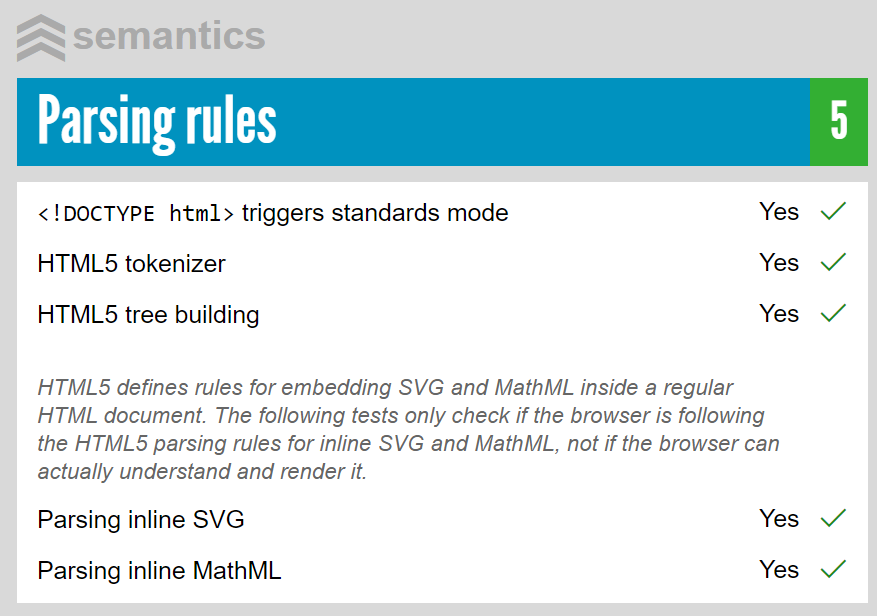 semantics
Parsing rules 5
<!DOCTYPE html> triggers standards mode Yes
HTML5 tokenizer Yes
HTML5 tree building Yes
HTML5 defines rules for embedding SVG and MathML inside a regular
HTML document. The following tests only check if the browser is following
the HTML5 parsing rules for inline SVG and MathML, not if the browser can
actually understand and render it.
Parsing inline SVG Yes
Parsing inline MathML Yes